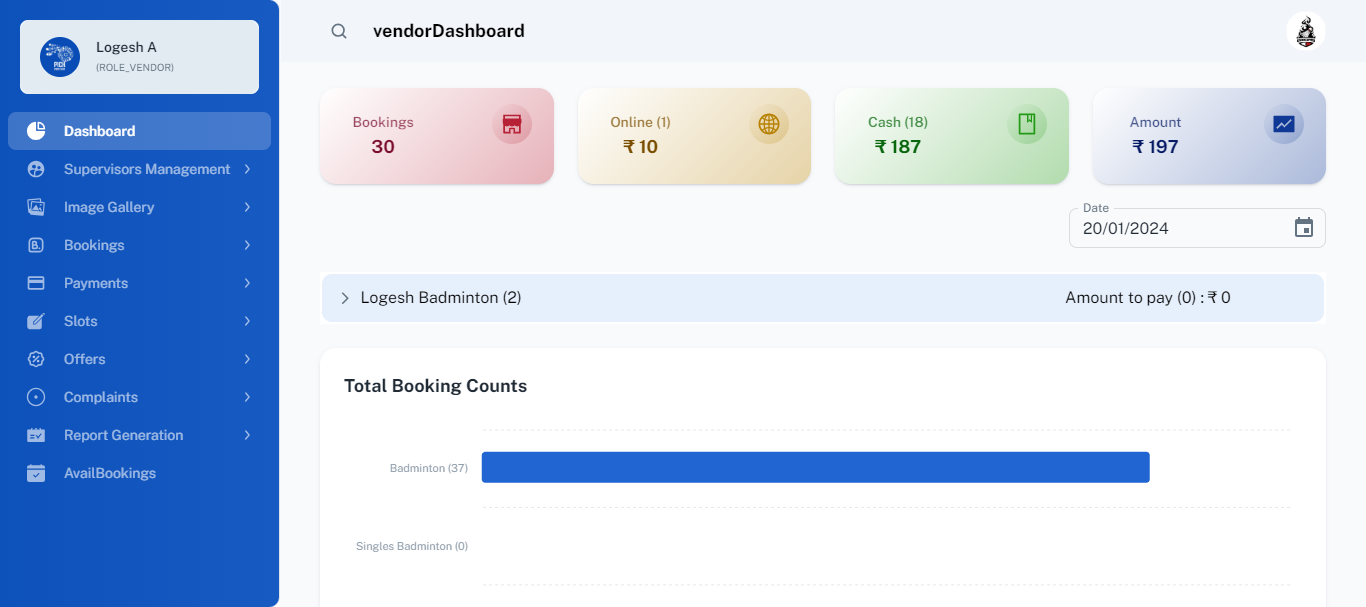 Logesh A
(ROLE_VENDOR)
Dashboard
Supervisors Management
Image Gallery
B.
Bookings
Payments
Slots
Offers
Complaints
Report Generation
AvailBookings
vendorDashboard
Bookings
30
Online (1)
₹ 10
Cash (18)
₹ 187
Amount
₹ 197
Date
20/01/2024
Logesh Badminton (2)
Amount to pay (0) : ₹ 0
Total Booking Counts
Badminton (37)
Singles Badminton (0)